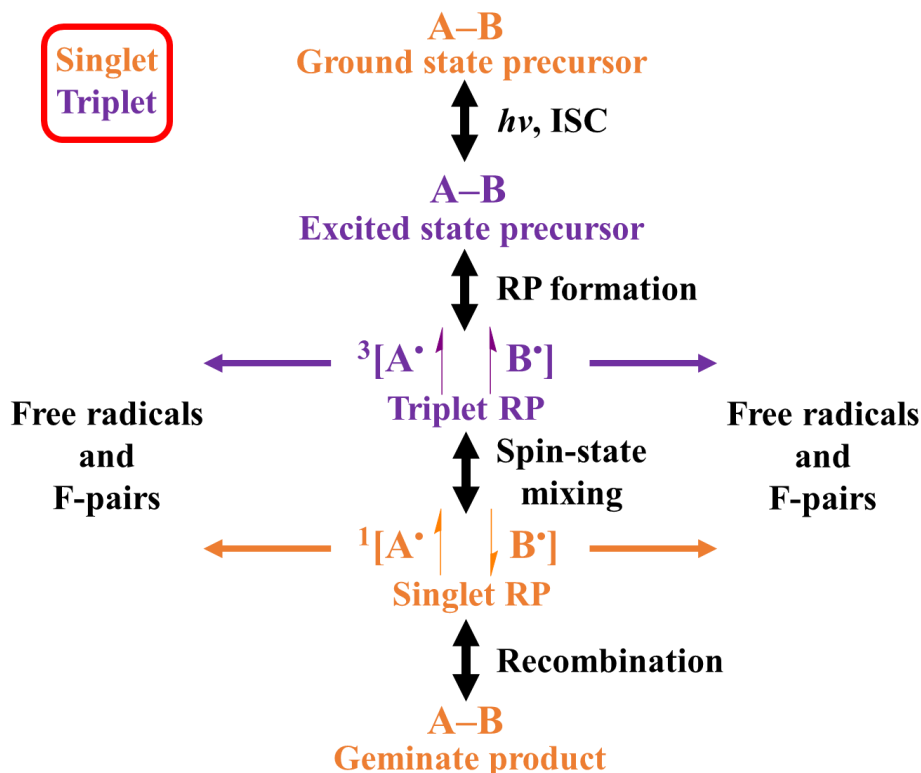 Singlet
Triplet
A–B
Ground state precursor
hν, ISC
A–B
Excited state precursor
RP formation
³[A• B•]
Triplet RP
Free radicals
and
F-pairs
Spin-state
mixing
Free radicals
and
F-pairs
¹[A• B•]
Singlet RP
Recombination
A–B
Geminate product